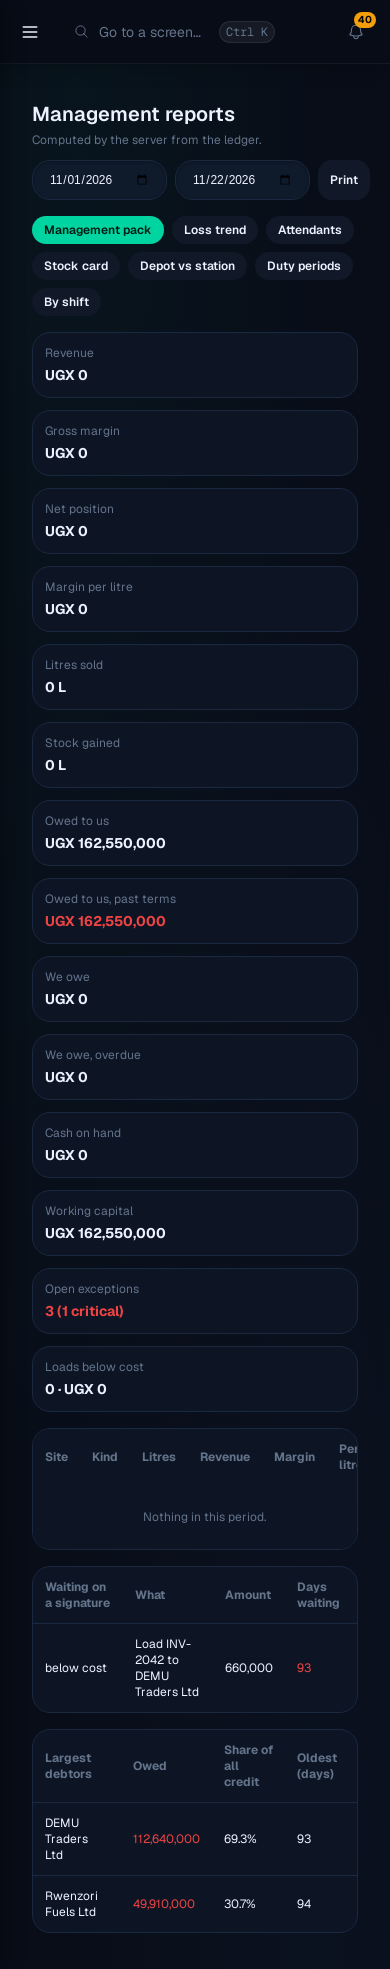 Go to a screen... Ctrl K 40
Management reports
Computed by the server from the ledger.
11/01/2026 11/22/2026 Print
Management pack Loss trend Attendants
Stock card Depot vs station Duty periods
By shift
Revenue
UGX 0
Gross margin
UGX 0
Net position
UGX 0
Margin per litre
UGX 0
Litres sold
0 L
Stock gained
0 L
Owed to us
UGX 162,550,000
Owed to us, past terms
UGX 162,550,000
We owe
UGX 0
We owe, overdue
UGX 0
Cash on hand
UGX 0
Working capital
UGX 162,550,000
Open exceptions
3 (1 critical)
Loads below cost
0 · UGX 0
Site Kind Litres Revenue Margin
Nothing in this period.
Waiting on a signature What Amount Days waiting
below cost Load INV-2042 to DEMU Traders Ltd 660,000 93
Largest debtors Owed Share of all credit Oldest (days)
DEMU Traders Ltd 112,640,000 69.3% 93
Rwenzori Fuels Ltd 49,910,000 30.7% 94